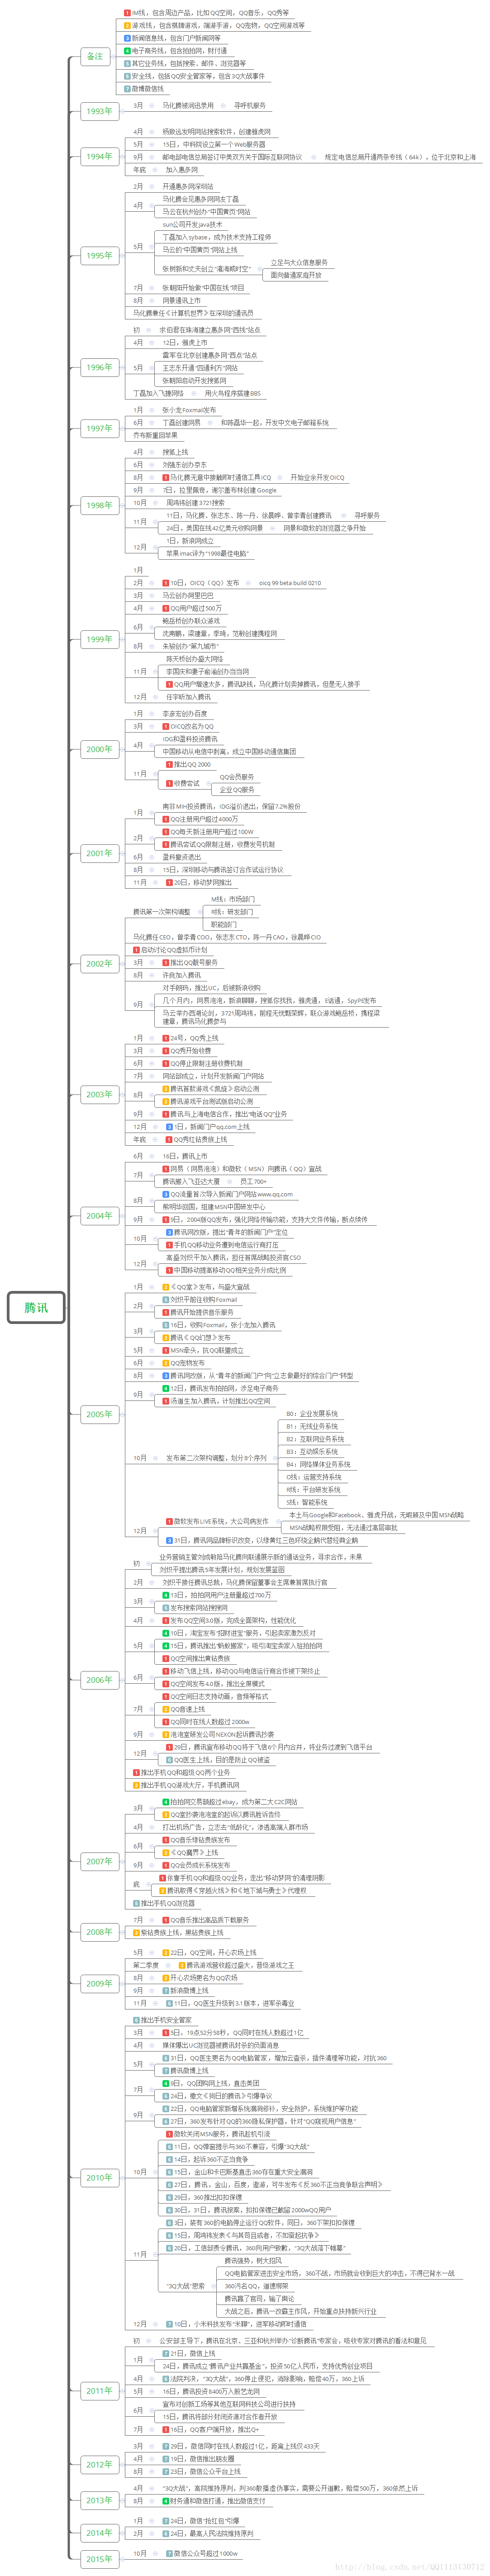 腾讯
备注
1 IM线，包含周边产品，比如QQ空间，QQ音乐，QQ秀等
2 游戏线，包含棋牌游戏，端游手游，QQ宠物，QQ空间游戏等
3 新闻信息线，包含门户新闻网等
4 电子商务线，包含拍拍网，财付通
5 其它业务线，包括搜索、邮件、浏览器等
6 安全线，包括QQ安全管家等，包含3Q大战事件
7 微博微信线
1993年
3月 马化腾被润迅录用 寻呼机服务
1994年
4月 杨致远发明网站搜索软件，创建雅虎网
5月 15日，中科院设立第一个Web服务器
9月 邮电部电信总局签订中美双方关于国际互联网协议 规定电信总局开通两条专线（64k），位于北京和上海
年底 加入惠多网
1995年
2月 开通惠多网深圳站
4月 马化腾会见惠多网网友丁磊
马云在杭州创办"中国黄页"网站
5月 sun公司开发java技术
丁磊加入sybase，成为技术支持工程师
马云的"中国黄页"网站上线
张树新和丈夫创立"瀛海威时空" 立足与大众信息服务
面向普通家庭开放
7月 张朝阳开始做"中国在线"项目
8月 网景通讯上市
马化腾兼任《计算机世界》在深圳的通讯员
1996年
初 求伯君在珠海建立惠多网"西线"站点
4月 12日，雅虎上市
5月 雷军在北京创建惠多网"西点"站点
王志东开通"四通利方"网站
张朝阳启动开发搜狐网
丁磊加入飞捷网络 用火鸟程序搭建BBS
1997年
1月 张小龙Foxmail发布
6月 丁磊创建网易 和陈磊华一起，开发中文电子邮箱系统
乔布斯重回苹果
1998年
4月 搜狐上线
6月 刘强东创办京东
8月 1 马化腾无意中接触即时通信工具ICQ 开始业余开发OICQ
9月 7日，拉里佩奇，谢尔盖布林创建Google
10月 周鸿祎创建3721搜索
11月 11日，马化腾、张志东、陈一丹、徐晨晔、曾李青创建腾讯 寻呼服务
24日，美国在线42亿美元收购网景 网景和微软的浏览器之争开始
12月 1日，新浪网成立
苹果imac评为"1998最佳电脑"
1999年
1月
2月 1 10日，OICQ（QQ）发布 oicq 99 beta build 0210
3月 马云创办阿里巴巴
4月 1 QQ用户超过500万
6月 鲍岳桥创办联众游戏
沈南鹏，梁建章，季琦，范敏创建携程网
8月 朱骏创办"第九城市"
11月 陈天桥创办盛大网络
李国庆和妻子俞渝创办当当网
1 QQ用户增速太多，腾讯缺钱，马化腾计划卖掉腾讯，但是无人接手
12月 任宇昕加入腾讯
2000年
1月 李彦宏创办百度
3月 1 OICQ改名为QQ
4月 IDG和盈科投资腾讯
中国移动从电信中剥离，成立中国移动通信集团
11月 1 推出QQ 2000
1 收费尝试 QQ会员服务
企业QQ服务
2001年
1月 南非MIH投资腾讯，IDG溢价退出，保留7.2%股份
1 QQ注册用户超过4000万
2月 1 QQ每天新注册用户超过100W
1 腾讯尝试QQ限制注册，收费发号机制
6月 盈科撤资退出
8月 15日，深圳移动与腾讯签订合作试运行协议
11月 1 20日，移动梦网推出
2002年
腾讯第一次架构调整 M线：市场部门
R线：研发部门
职能部门
马化腾任CEO，曾李青COO，张志东CTO，陈一丹CAO，徐晨晔CIO
1 启动讨论QQ虚拟币计划
3月 1 推出QQ靓号服务
8月 许良加入腾讯
9月 对手朗玛，推出UC，后被新浪收购
几个月内，网易泡泡，新浪聊聊，搜狐你找我，雅虎通，E话通，SpyPE发布
马云举办西湖论剑，3721周鸿祎，前程无忧甄荣辉，联众游戏鲍岳桥，携程梁建章，腾讯马化腾参与
2003年
1月 1 24号，QQ秀上线
3月 1 QQ秀开始收费
6月 1 QQ停止限制注册收费机制
7月 网站部成立，计划开发新闻门户网站
8月 2 腾讯首款游戏《凯旋》启动公测
2 腾讯游戏平台测试版启动公测
9月 1 腾讯与上海电信合作，推出"电话QQ"业务
12月 3 1日，新闻门户qq.com上线
年底 1 QQ秀红钻贵族上线
2004年
6月 16日，腾讯上市
7月 1 网易（网易泡泡）和微软（MSN）向腾讯（QQ）宣战
腾讯搬入飞亚达大厦 员工700+
8月 3 QQ流量首次导入新闻门户网站www.qq.com
熊明华回国，组建MSN中国研发中心
9月 1 9日，2004版QQ发布，强化网络传输功能，支持大文件传输，断点续传
10月 3 腾讯网改版，提出"青年的新闻门户"定位
1 手机QQ移动业务遭到电信运行商打压
12月 高盛刘炽平加入腾讯，担任首席战略投资官CSO
1 中国移动提高移动QQ相关业务分成比例
2005年
1月 2 《QQ堂》发布，与盛大宣战
2月 5 刘炽平前往收购Foxmail
1 腾讯开始提供音乐服务
3月 5 16日，收购Foxmail，张小龙加入腾讯
2 腾讯《QQ幻想》发布
5月 1 MSN牵头，抗QQ联盟成立
6月 2 QQ宠物发布
8月 3 腾讯网改版，从"青年的新闻门户"向"立志象最好的综合门户"转型
9月 4 12日，腾讯发布拍拍网，涉足电子商务
1 汤道生加入腾讯，计划推出QQ空间
10月 发布第二次架构调整，划分8个序列 B0：企业发展系统
B1：无线业务系统
B2：互联网业务系统
B3：互动娱乐系统
B4：网络媒体业务系统
O线：运营支持系统
R线：平台研发系统
S线：智能系统
12月 1 微软发布LIVE系统，大公司病发作 本土与Google和Facebook、雅虎开战，无暇顾及中国MSN战略
MSN战略权限受阻，无法通过高层审批
3 31日，腾讯网品牌标识改变，以绿黄红三色环绕企鹅代替经典企鹅
2006年
初 业务营销主管刘成敏陪马化腾向联通展示新的通话业务，寻求合作，未果
刘炽平提出腾讯5年发展计划，规划发展蓝图
2月 刘炽平接任腾讯总裁，马化腾保留董事会主席兼首席执行官
3月 4 13日，拍拍网用户注册量超过700万
5 发布搜索网站搜搜网
4月 1 发布QQ空间3.0版，完成全面架构，性能优化
5月 4 10日，淘宝发布"招财进宝"服务，引起卖家激烈反对
4 15日，腾讯推出"蚂蚁搬家"，吸引淘宝卖家入驻拍拍网
1 QQ空间推出黄钻贵族
6月 1 移动飞信上线，移动QQ与电信运行商合作被下架终止
1 QQ空间发布4.0版，推出全屏模式
7月 1 QQ空间日志支持动画，音频等格式
2 QQ音速上线
1 QQ同时在线人数超过2000w
9月 2 泡泡堂研发公司NEXON起诉腾讯抄袭
12月 1 29日，腾讯宣布移动QQ将于飞信6个月内合并，将业务过渡到飞信平台
6 QQ医生上线，目的是防止QQ被盗
1 推出手机QQ和超级QQ两个业务
2 推出手机QQ游戏大厅，手机腾讯网
2007年
3月 4 拍拍网交易额超过ebay，成为第二大C2C网站
2 QQ堂抄袭泡泡堂的起诉以腾讯胜诉告终
4月 打出机场广告，立志去"低龄化"，渗透高端人群市场
6月 1 QQ音乐绿钻贵族发布
2 《QQ魔界》上线
9月 1 QQ会员成长系统发布
底 1 依靠手机QQ和超级QQ业务，走出"移动梦网"的清理阴影
2 腾讯取得《穿越火线》和《地下城与勇士》代理权
5 推出手机QQ浏览器
2008年
7月 1 QQ音乐推出高品质下载服务
2 紫钻贵族上线，黑钻贵族上线
2009年
5月 2 22日，QQ空间，开心农场上线
第二季度 2 腾讯游戏营收超过盛大，晋级游戏之王
8月 2 开心农场更名为QQ农场
9月 7 新浪微博上线
11月 6 11日，QQ医生升级到3.1版本，进军杀毒业
2010年
6 推出手机安全管家
3月 1 5日，19点52分58秒，QQ同时在线人数超过1亿
4月 媒体爆出UC浏览器被腾讯封杀的负面消息
5月 6 31日，QQ医生更名为QQ电脑管家，增加云查杀，插件清理等功能，对抗360
7 腾讯微博上线
7月 4 9日，QQ团购网上线，直击美团
6 24日，檄文《狗日的腾讯》引爆争议
9月 6 22日，QQ电脑管家新增系统漏洞修补，安全防护，系统维护等功能
6 27日，360发布针对QQ的360隐私保护器，针对"QQ窥视用户信息"
10月 1 微软关闭MSN服务，腾讯趁机引流
6 11日，QQ弹窗提示与360不兼容，引爆"3Q大战"
6 14日，起诉360不正当竞争
6 15日，金山和卡巴斯基直击360存在重大安全漏洞
6 27日，腾讯，金山，百度，遨游，可牛发布《反360不正当竞争联合声明》
6 29日，360推出扣扣保镖
6 30日，31日，腾讯报案，扣扣保镖已截留2000wQQ用户
11月 6 3日，装有360的电脑停止运行QQ软件，同日，360下架扣扣保镖
6 15日，周鸿祎发表《与其苟且或者，不如奋起抗争》
6 20日，工信部责令腾讯，360向用户致歉，"3Q大战落下帷幕"
"3Q大战"思索 腾讯强势，树大招风
QQ电脑管家进击安全市场，360不战，市场就会收到巨大的冲击，不得已背水一战
360污名QQ，道德绑架
腾讯赢了官司，输了舆论
大战之后，腾讯一改霸主作风，开始重点扶持新兴行业
12月 7 10日，小米科技发布"米聊"，进军移动即时通信
2011年
初 公安部主导下，腾讯在北京、三亚和杭州举办"诊断腾讯"专家会，吸收专家对腾讯的看法和意见
1月 7 21日，微信上线
24日，腾讯成立"腾讯产业共赢基金"，投资50亿人民币，支持优秀创业项目
4月 6 法院判决，"3Q大战"，360停止侵犯，消除影响，赔偿40万，360上诉
5月 16日，腾讯投资8400万入股艺龙网
6月 宣布对创新工场等其他互联网科技公司进行扶持
15日，腾讯将部分封闭资源对合作者开放
7月 1 16日，QQ客户端开放，推出Q+
2012年
3月 7 29日，微信同时在线人数超过1亿，距离上线仅433天
4月 7 19日，微信推出朋友圈
8月 7 23日，微信公众平台上线
2013年
4月 "3Q大战"，高院维持原判，判360散播虚伪事实，需要公开道歉，赔偿500万，360依然上诉
8月 4 财务通和微信打通，推出微信支付
2014年
1月 7 24日，微信"抢红包"引爆
2月 6 24日，最高人民法院维持原判
2015年
10月 7 微信公众号超过1000w
http://blog.csdn.net/QQ1113130712